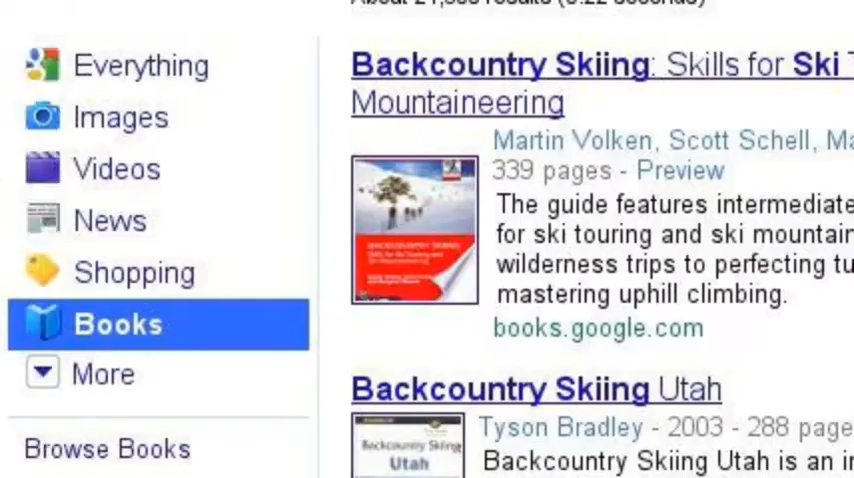 Everything
Images
Videos
News
Shopping
Books
More
Browse Books
Backcountry Skiing: Skills for Ski
Mountaineering
Martin Volken, Scott Schell,
339 pages - Preview
The guide features intermediate
for ski touring and ski
wilderness trips to perfecting
mastering uphill climbing.
books.google.com
Backcountry Skiing Utah
Backcountry Skiing
Utah
Tyson Bradley - 2003 - 288
Backcountry Skiing Utah is an